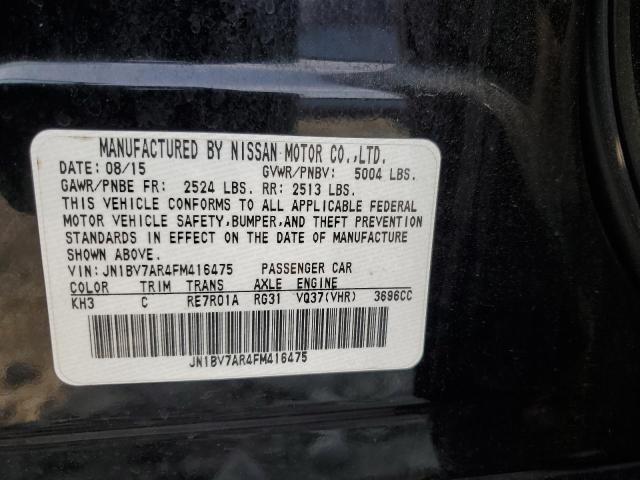 MANUFACTURED BY NISSAN MOTOR CO.,LTD.
DATE: 08/15 GVWR/PNBV: 5004 LBS.
GAWR/PNBE FR: 2524 LBS. RR: 2513 LBS.
THIS VEHICLE CONFORMS TO ALL APPLICABLE FEDERAL
MOTOR VEHICLE SAFETY,BUMPER,AND THEFT PREVENTION
STANDARDS IN EFFECT ON THE DATE OF MANUFACTURE
SHOWN ABOVE.
VIN: JN1BV7AR4FM416475 PASSENGER CAR
COLOR TRIM TRANS AXLE ENGINE
KH3 C RE7R01A RG31 VQ37(VHR) 3696CC
JN1BV7AR4FM416475